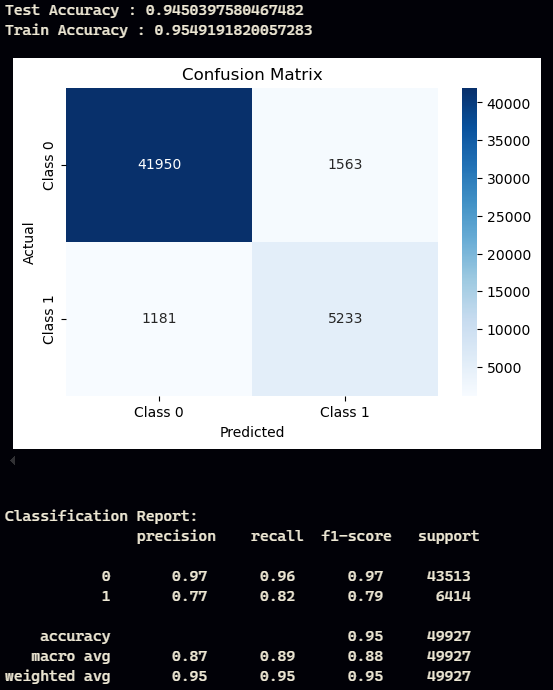 Test Accuracy : 0.9450397580467482
Train Accuracy : 0.9549191820057283
Confusion Matrix
Actual
Class 0
41950 1563
Class 1
1181 5233
Class 0 Class 1
Predicted
40000
35000
30000
25000
20000
15000
10000
5000
Classification Report:
precision recall f1-score support
0 0.97 0.96 0.97 43513
1 0.77 0.82 0.79 6414
accuracy 0.95 49927
macro avg 0.87 0.89 0.88 49927
weighted avg 0.95 0.95 0.95 49927